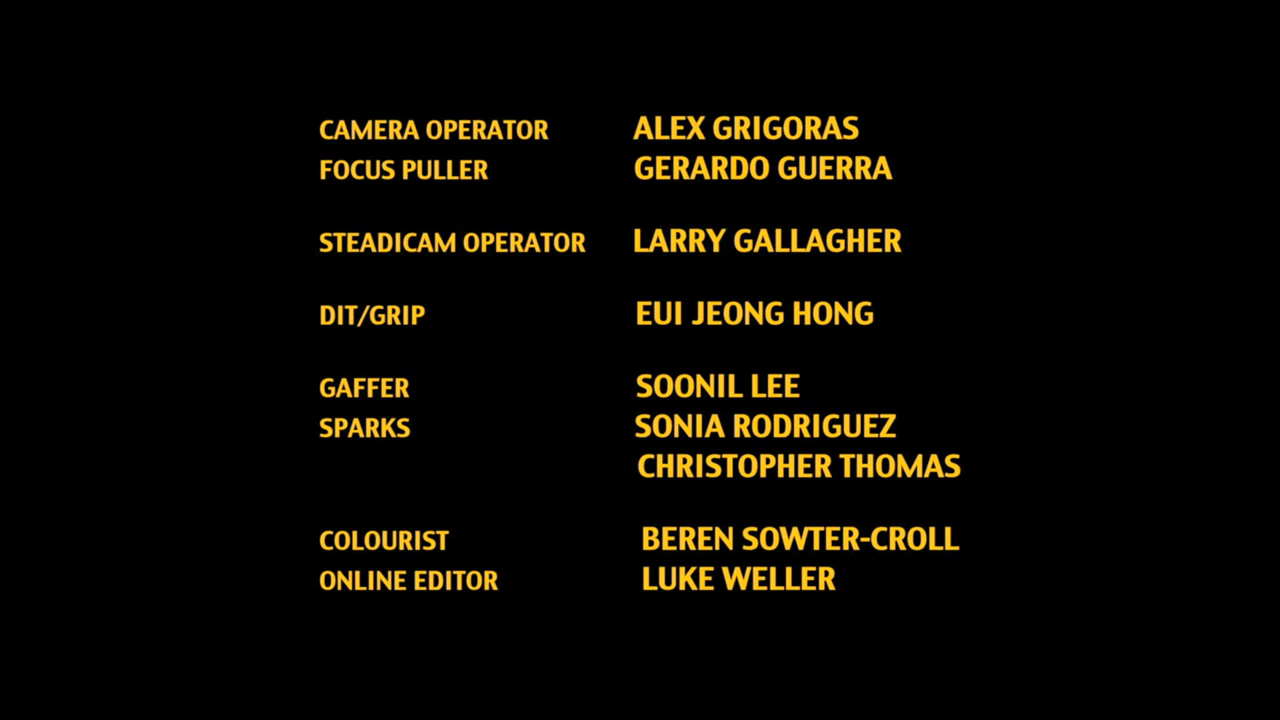 CAMERA OPERATOR ALEX GRIGORAS
FOCUS PULLER GERARDO GUERRA
STEADICAM OPERATOR LARRY GALLAGHER
DIT/GRIP EUI JEONG HONG
GAFFER SOONIL LEE
SPARKS SONIA RODRIGUEZ
CHRISTOPHER THOMAS
COLOURIST BEREN SOWTER-CROLL
ONLINE EDITOR LUKE WELLER